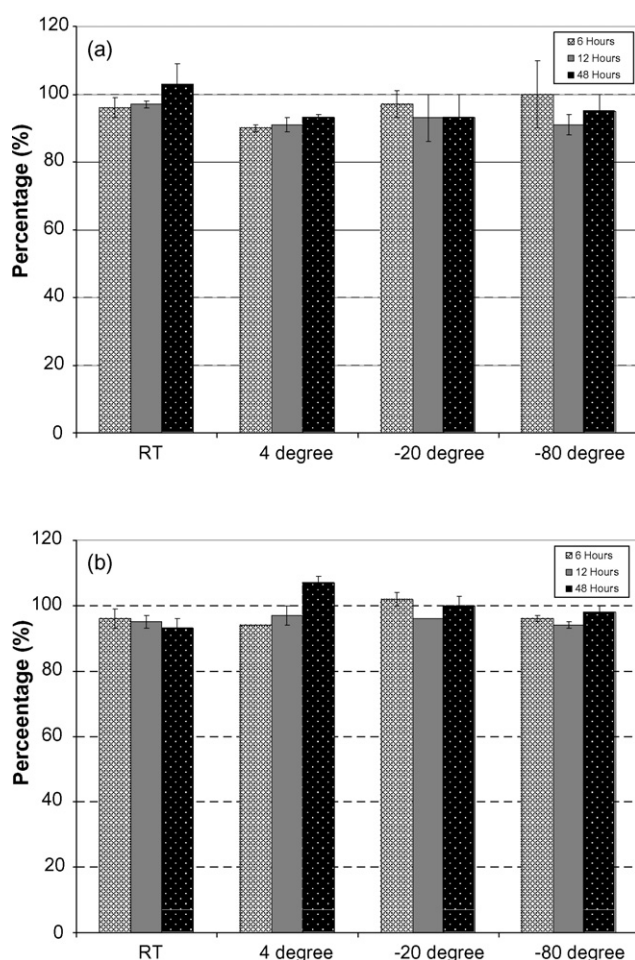 (a)
6 Hours
12 Hours
48 Hours
Percentage (%)
120
100
80
60
40
20
0
RT 4 degree -20 degree -80 degree
(b)
6 Hours
12 Hours
48 Hours
Perceentage (%)
120
100
80
60
40
20
0
RT 4 degree -20 degree -80 degree